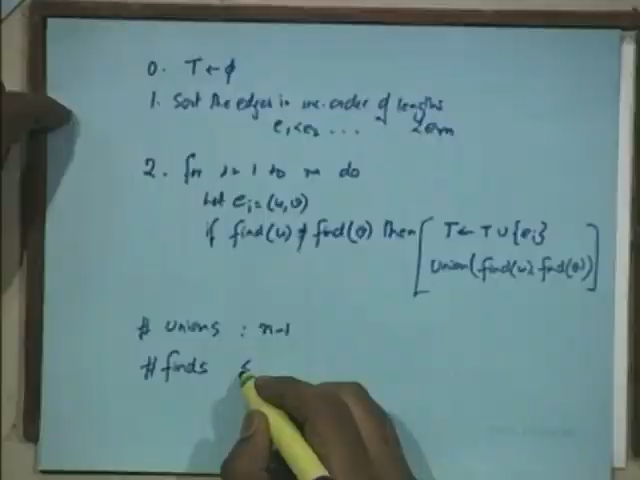 0. T ← φ
1. Sort the edges in inc. order of lengths
e₁<e₂ ... <em
2. for i=1 to m do
Let eᵢ=(u,v)
if find(u) ≠ find(v) Then [ T ← T ∪ {eᵢ}
Union(find(u), find(v)) ]
# Unions : n-1
# finds ≤